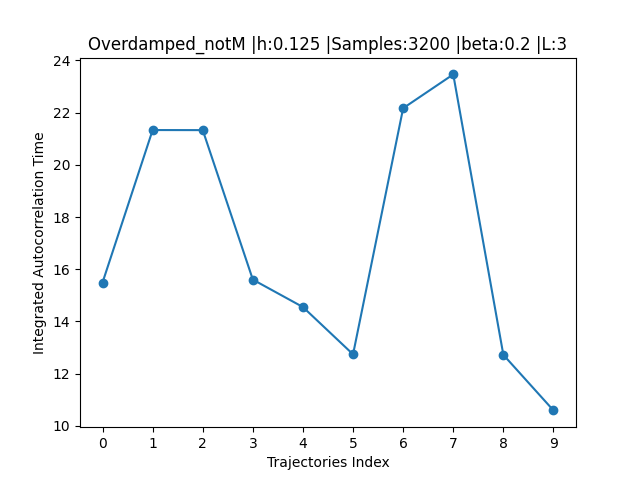 Overdamped_notM |h:0.125 |Samples:3200 |beta:0.2 |L:3
24
22
20
18
16
14
12
10
Integrated Autocorrelation Time
0 1 2 3 4 5 6 7 8 9
Trajectories Index